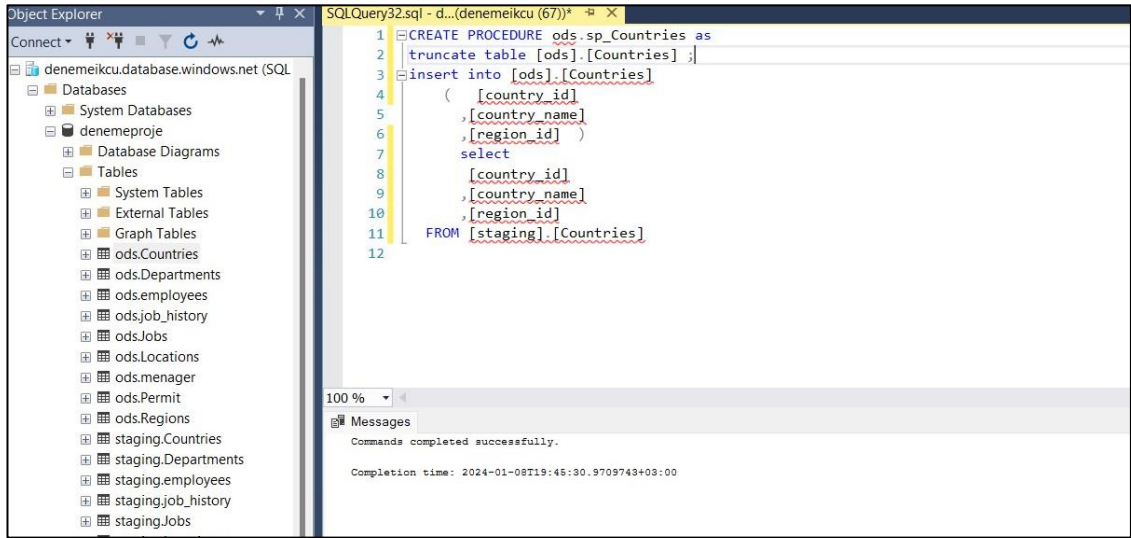 Object Explorer
Connect
denemeikcu.database.windows.net (SQL
Databases
System Databases
denemeproje
Database Diagrams
Tables
System Tables
External Tables
Graph Tables
ods.Countries
ods.Departments
ods.employees
ods.job_history
ods.Jobs
ods.Locations
ods.menager
ods.Permit
ods.Regions
staging.Countries
staging.Departments
staging.employees
staging.job_history
staging.Jobs
SQLQuery32.sql - d...(denemeikcu (67))*
1 CREATE PROCEDURE ods.sp_Countries as
2 truncate table [ods].[Countries] ;
3 insert into [ods].[Countries]
4 ( [country_id]
5 ,[country_name]
6 ,[region_id] )
7 select
8 [country_id]
9 ,[country_name]
10 ,[region_id]
11 FROM [staging].[Countries]
12
100 %
Messages
Commands completed successfully.
Completion time: 2024-01-08T19:45:30.9709743+03:00